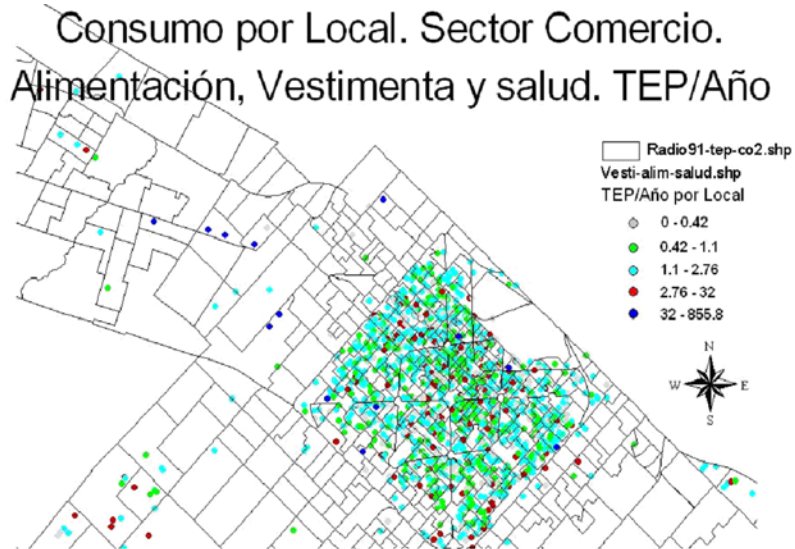 Consumo por Local. Sector Comercio.
Alimentación, Vestimenta y salud. TEP/Año
Radio91-tep-co2.shp
Vesti-alim-salud.shp
TEP/Año por Local
0 - 0.42
0.42 - 1.1
1.1 - 2.76
2.76 - 32
32 - 855.8
N
W E
S